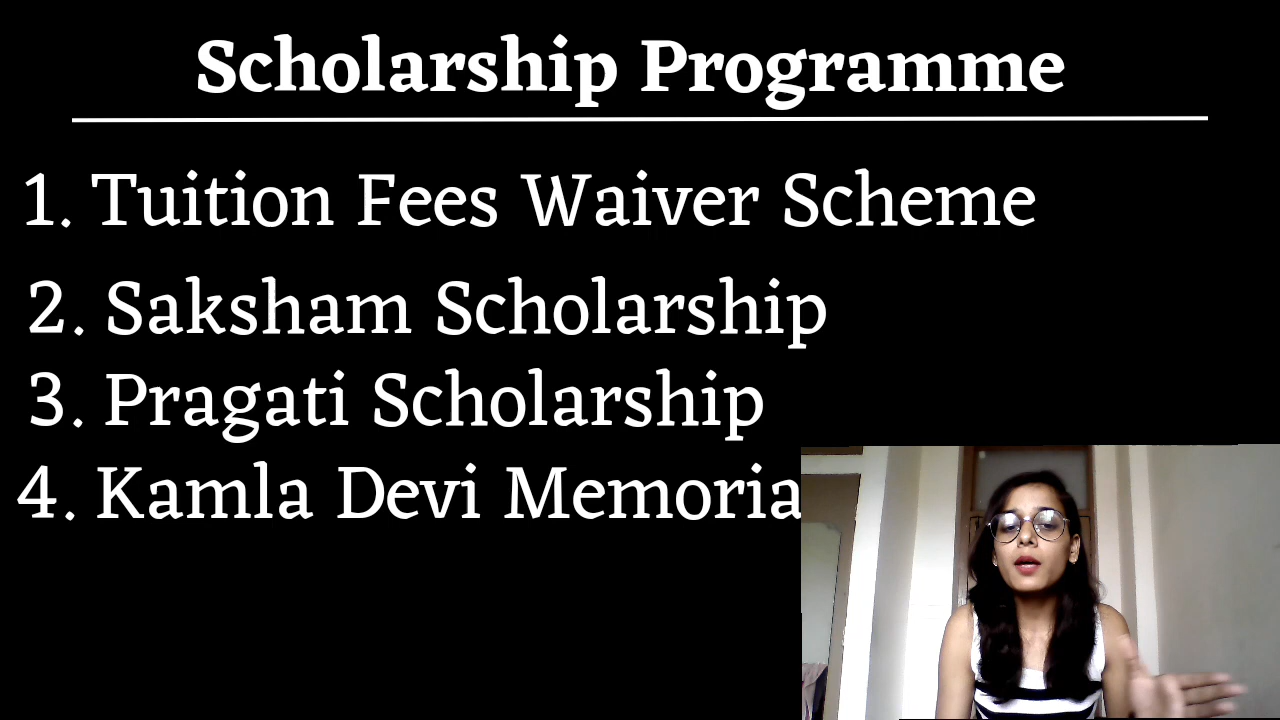 Scholarship Programme
1. Tuition Fees Waiver Scheme
2. Saksham Scholarship
3. Pragati Scholarship
4. Kamla Devi Memoria